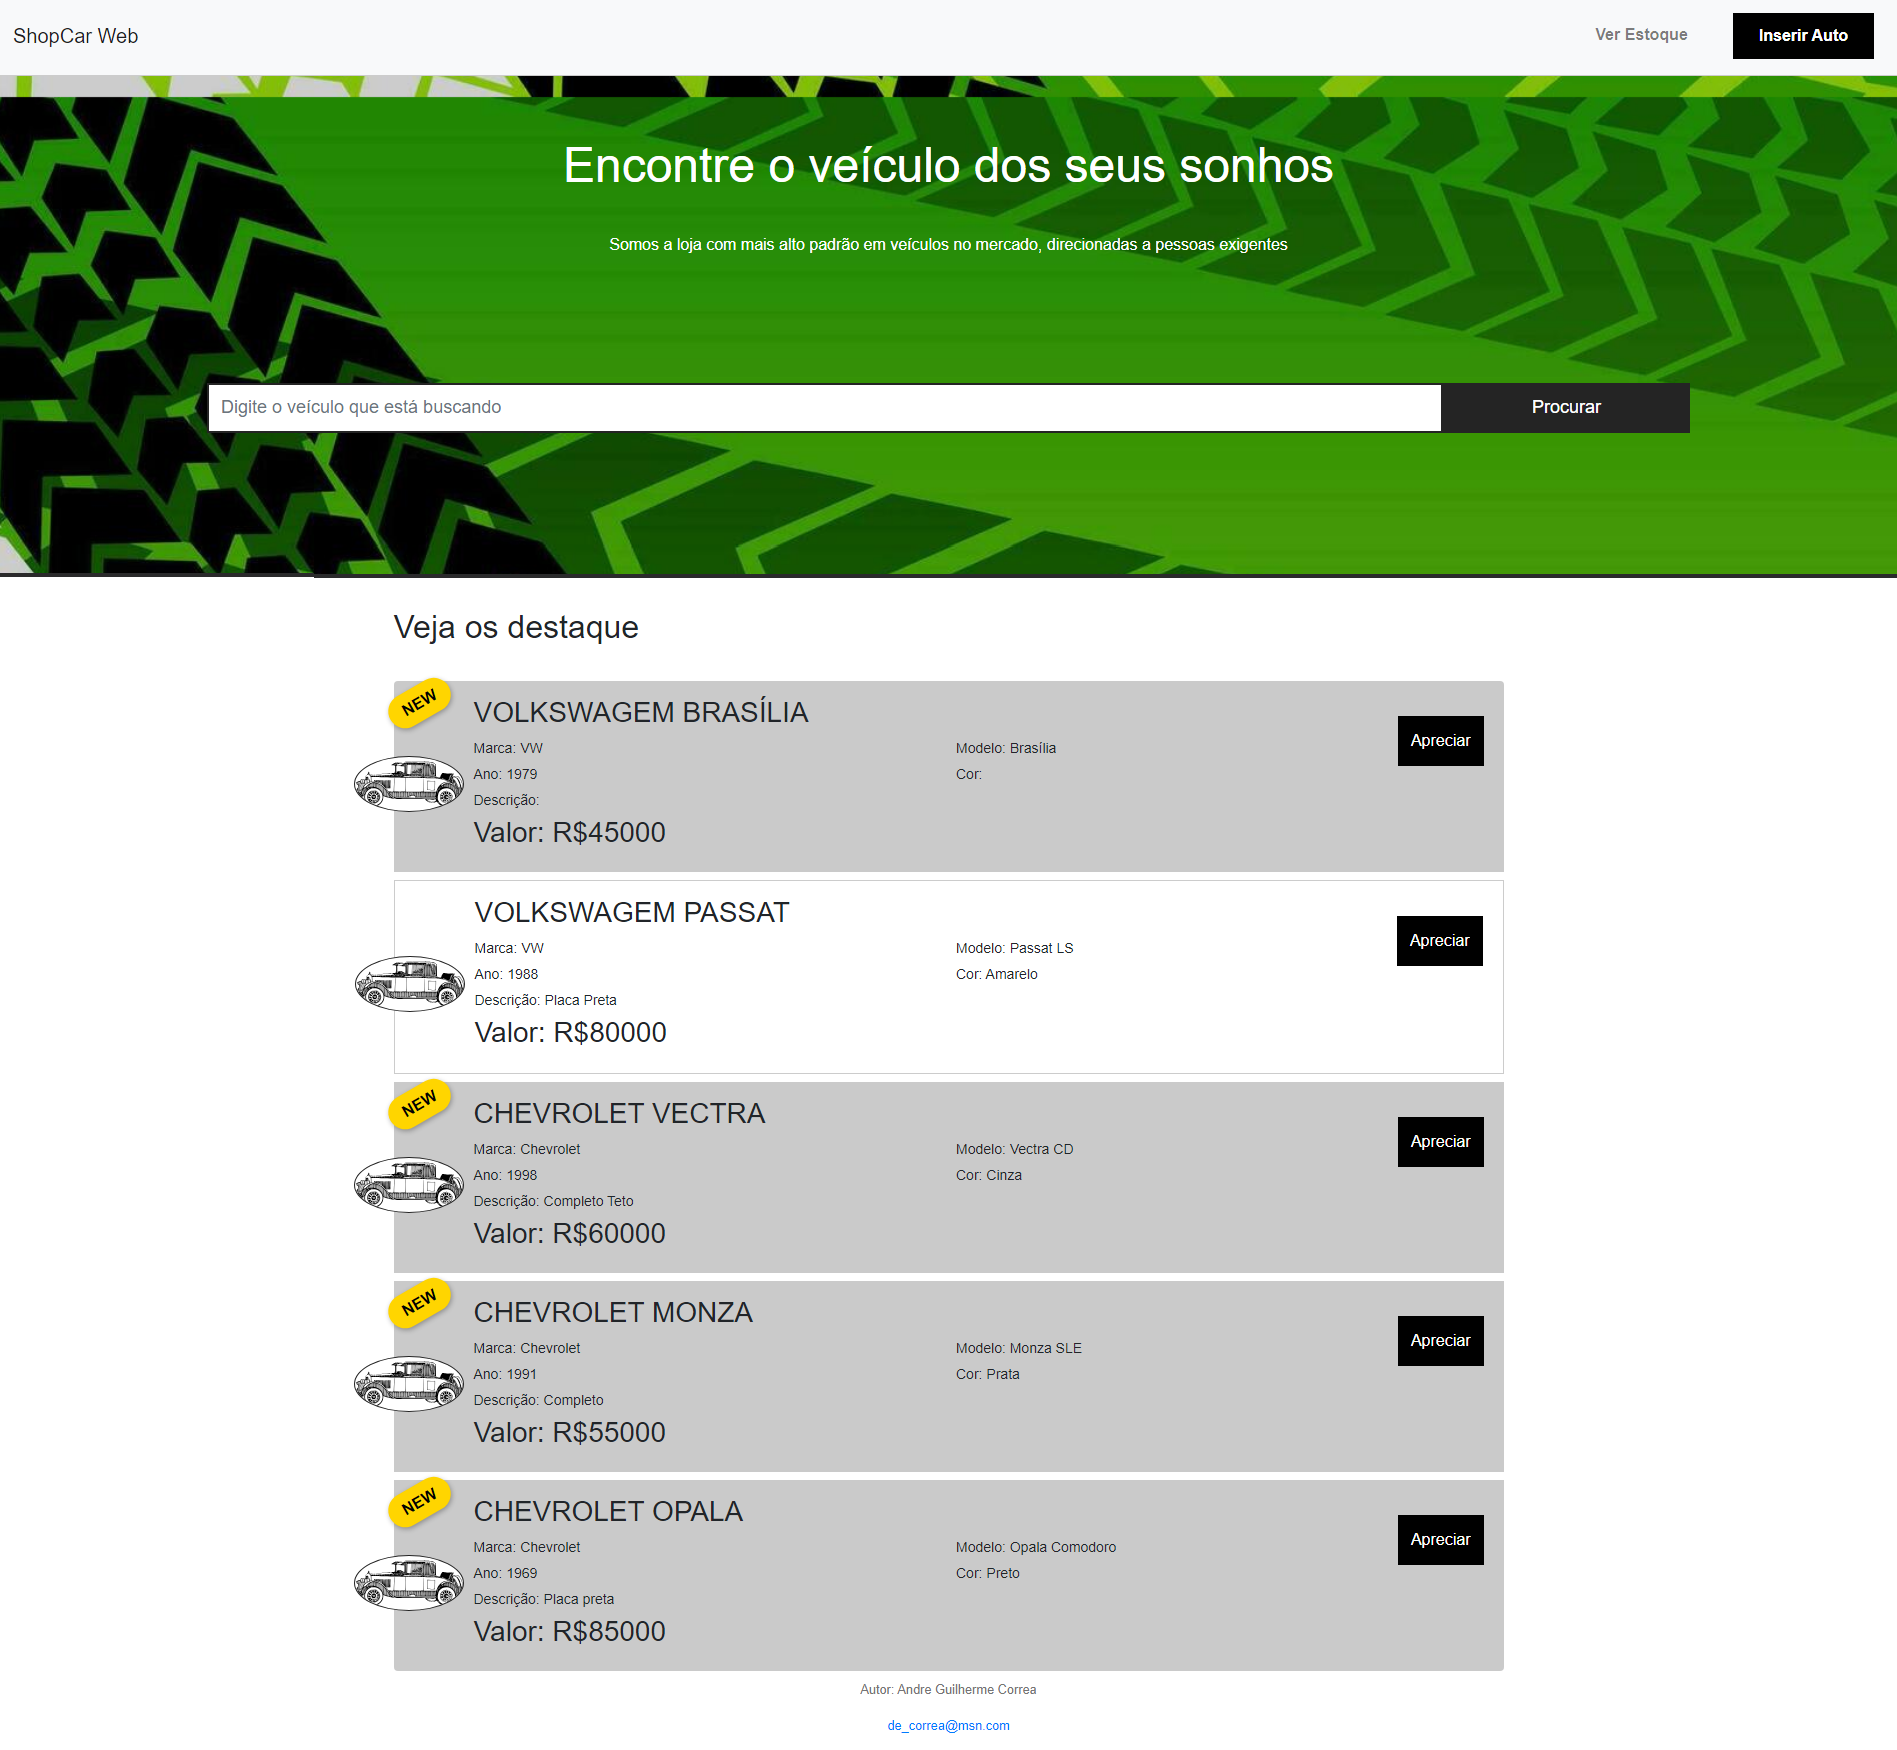 ShopCar Web
Ver Estoque
Inserir Auto
Encontre o veículo dos seus sonhos
Somos a loja com mais alto padrão em veículos no mercado, direcionadas a pessoas exigentes
Digite o veículo que está buscando
Procurar
Veja os destaque
NEW
VOLKSWAGEM BRASÍLIA
Marca: VW
Modelo: Brasília
Ano: 1979
Cor:
Descrição:
Valor: R$45000
Apreciar
VOLKSWAGEM PASSAT
Marca: VW
Modelo: Passat LS
Ano: 1988
Cor: Amarelo
Descrição: Placa Preta
Valor: R$80000
Apreciar
NEW
CHEVROLET VECTRA
Marca: Chevrolet
Modelo: Vectra CD
Ano: 1998
Cor: Cinza
Descrição: Completo Teto
Valor: R$60000
Apreciar
NEW
CHEVROLET MONZA
Marca: Chevrolet
Modelo: Monza SLE
Ano: 1991
Cor: Prata
Descrição: Completo
Valor: R$55000
Apreciar
NEW
CHEVROLET OPALA
Marca: Chevrolet
Modelo: Opala Comodoro
Ano: 1969
Cor: Preto
Descrição: Placa preta
Valor: R$85000
Apreciar
Autor: Andre Guilherme Correa
de_correa@msn.com